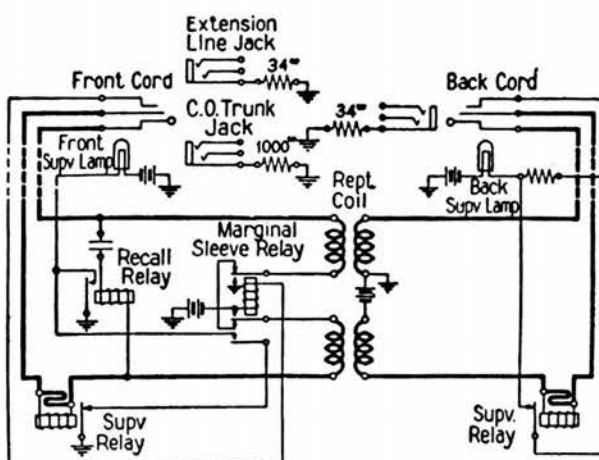 Extension
Line Jack
34ω
Front Cord
Back Cord
C.O. Trunk
Jack
34ω
1000ω
Front
Supv Lamp
Back
Supv Lamp
Rept.
Coil
Marginal
Sleeve Relay
Recall
Relay
Supv
Relay
Supv.
Relay